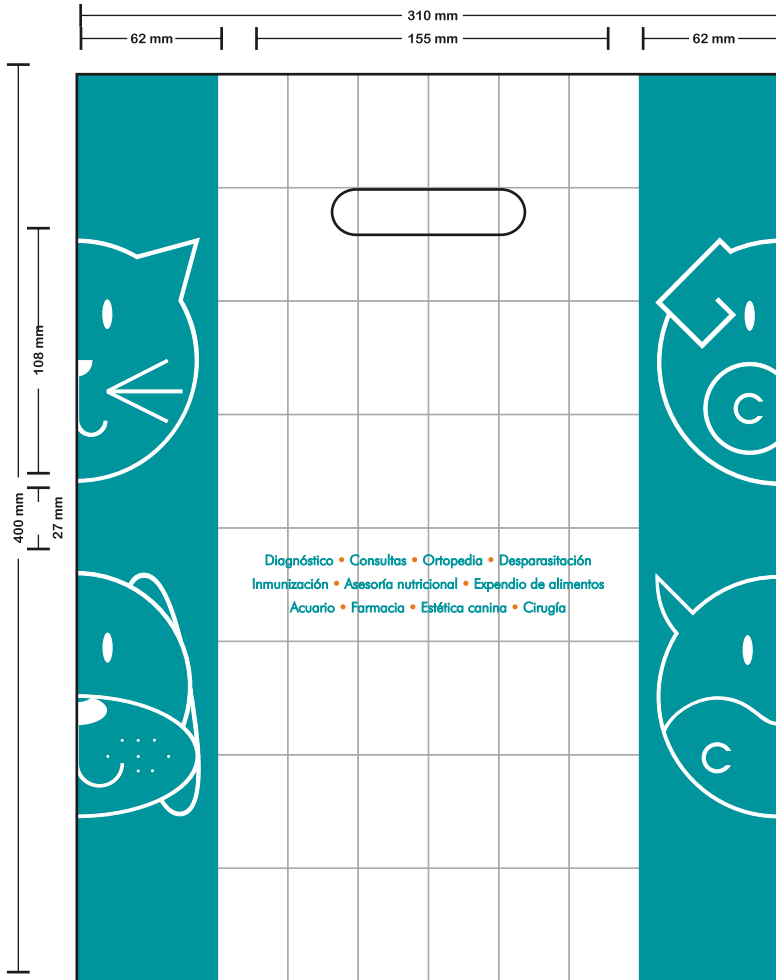 310 mm
62 mm
155 mm
62 mm
108 mm
400 mm
27 mm
Diagnóstico • Consultas • Ortopedia • Desparasitación
Inmunización • Asesoría nutricional • Expendio de alimentos
Acuario • Farmacia • Estética canina • Cirugía